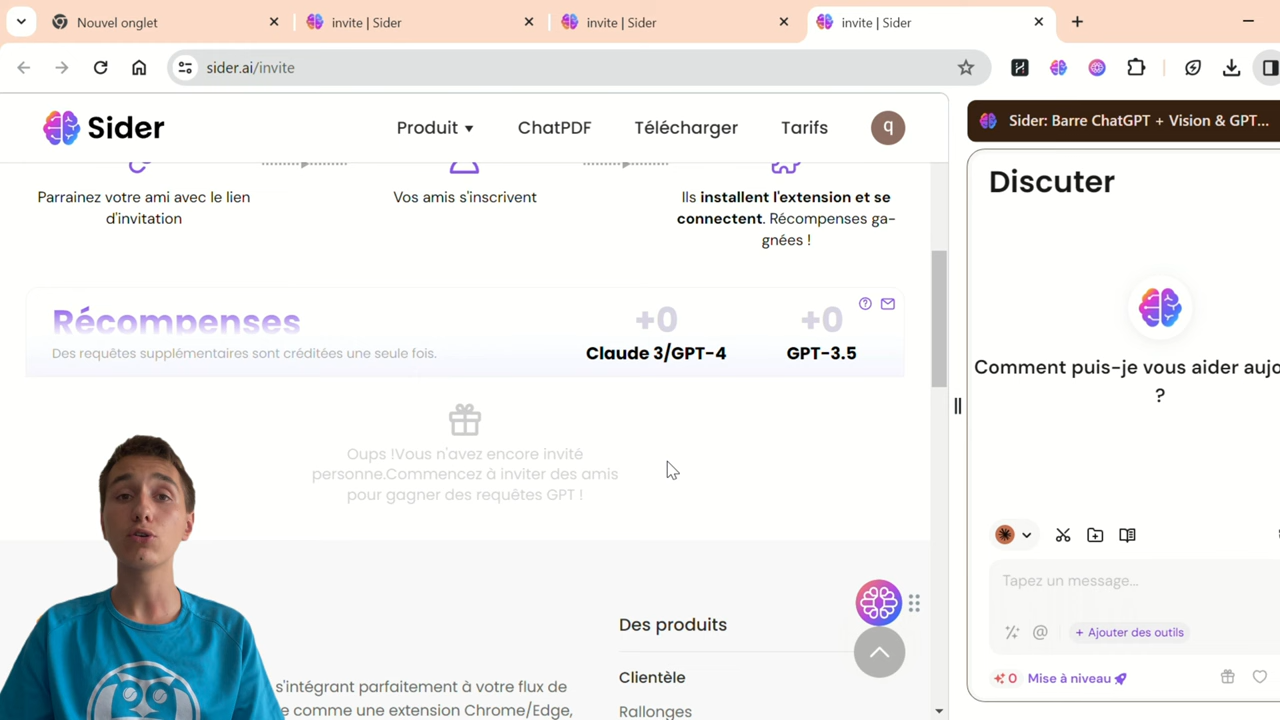 Nouvel onglet
invite | Sider
invite | Sider
invite | Sider
sider.ai/invite
Sider
Produit
ChatPDF
Télécharger
Tarifs
q
Parrainez votre ami avec le lien
d'invitation
Vos amis s'inscrivent
Ils installent l'extension et se
connectent. Récompenses ga-
gnées !
Récompenses
Des requêtes supplémentaires sont créditées une seule fois.
+0
Claude 3/GPT-4
+0
GPT-3.5
Oups !Vous n'avez encore invité
personne.Commencez à inviter des amis
pour gagner des requêtes GPT !
Des produits
Clientèle
Rallonges
s'intégrant parfaitement à votre flux de
e comme une extension Chrome/Edge,
Sider: Barre ChatGPT + Vision & GPT...
Discuter
Comment puis-je vous aider aujo
?
Tapez un message...
@
+ Ajouter des outils
0
Mise à niveau